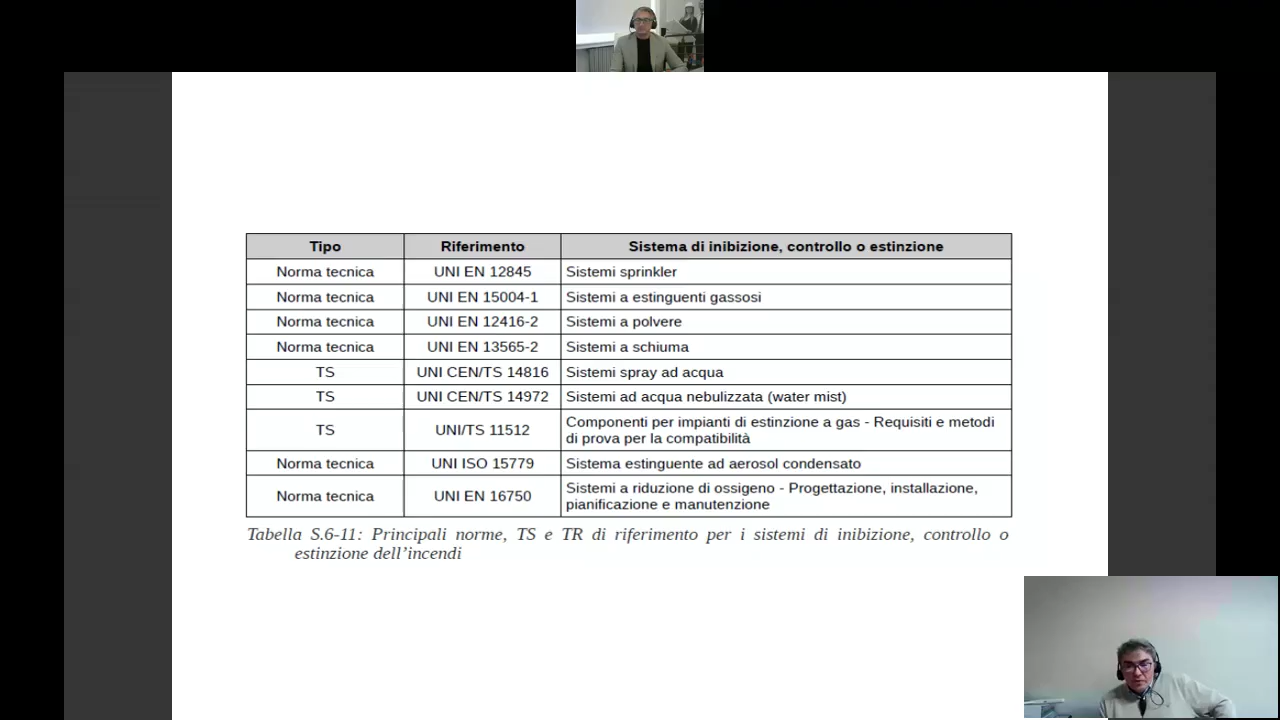 Tipo Riferimento Sistema di inibizione, controllo o estinzione
Norma tecnica UNI EN 12845 Sistemi sprinkler
Norma tecnica UNI EN 15004-1 Sistemi a estinguenti gassosi
Norma tecnica UNI EN 12416-2 Sistemi a polvere
Norma tecnica UNI EN 13565-2 Sistemi a schiuma
TS UNI CEN/TS 14816 Sistemi spray ad acqua
TS UNI CEN/TS 14972 Sistemi ad acqua nebulizzata (water mist)
TS UNI/TS 11512 Componenti per impianti di estinzione a gas - Requisiti e metodi
di prova per la compatibilità
Norma tecnica UNI ISO 15779 Sistema estinguente ad aerosol condensato
Norma tecnica UNI EN 16750 Sistemi a riduzione di ossigeno - Progettazione, installazione,
pianificazione e manutenzione
Tabella S.6-11: Principali norme, TS e TR di riferimento per i sistemi di inibizione, controllo o
estinzione dell'incendi